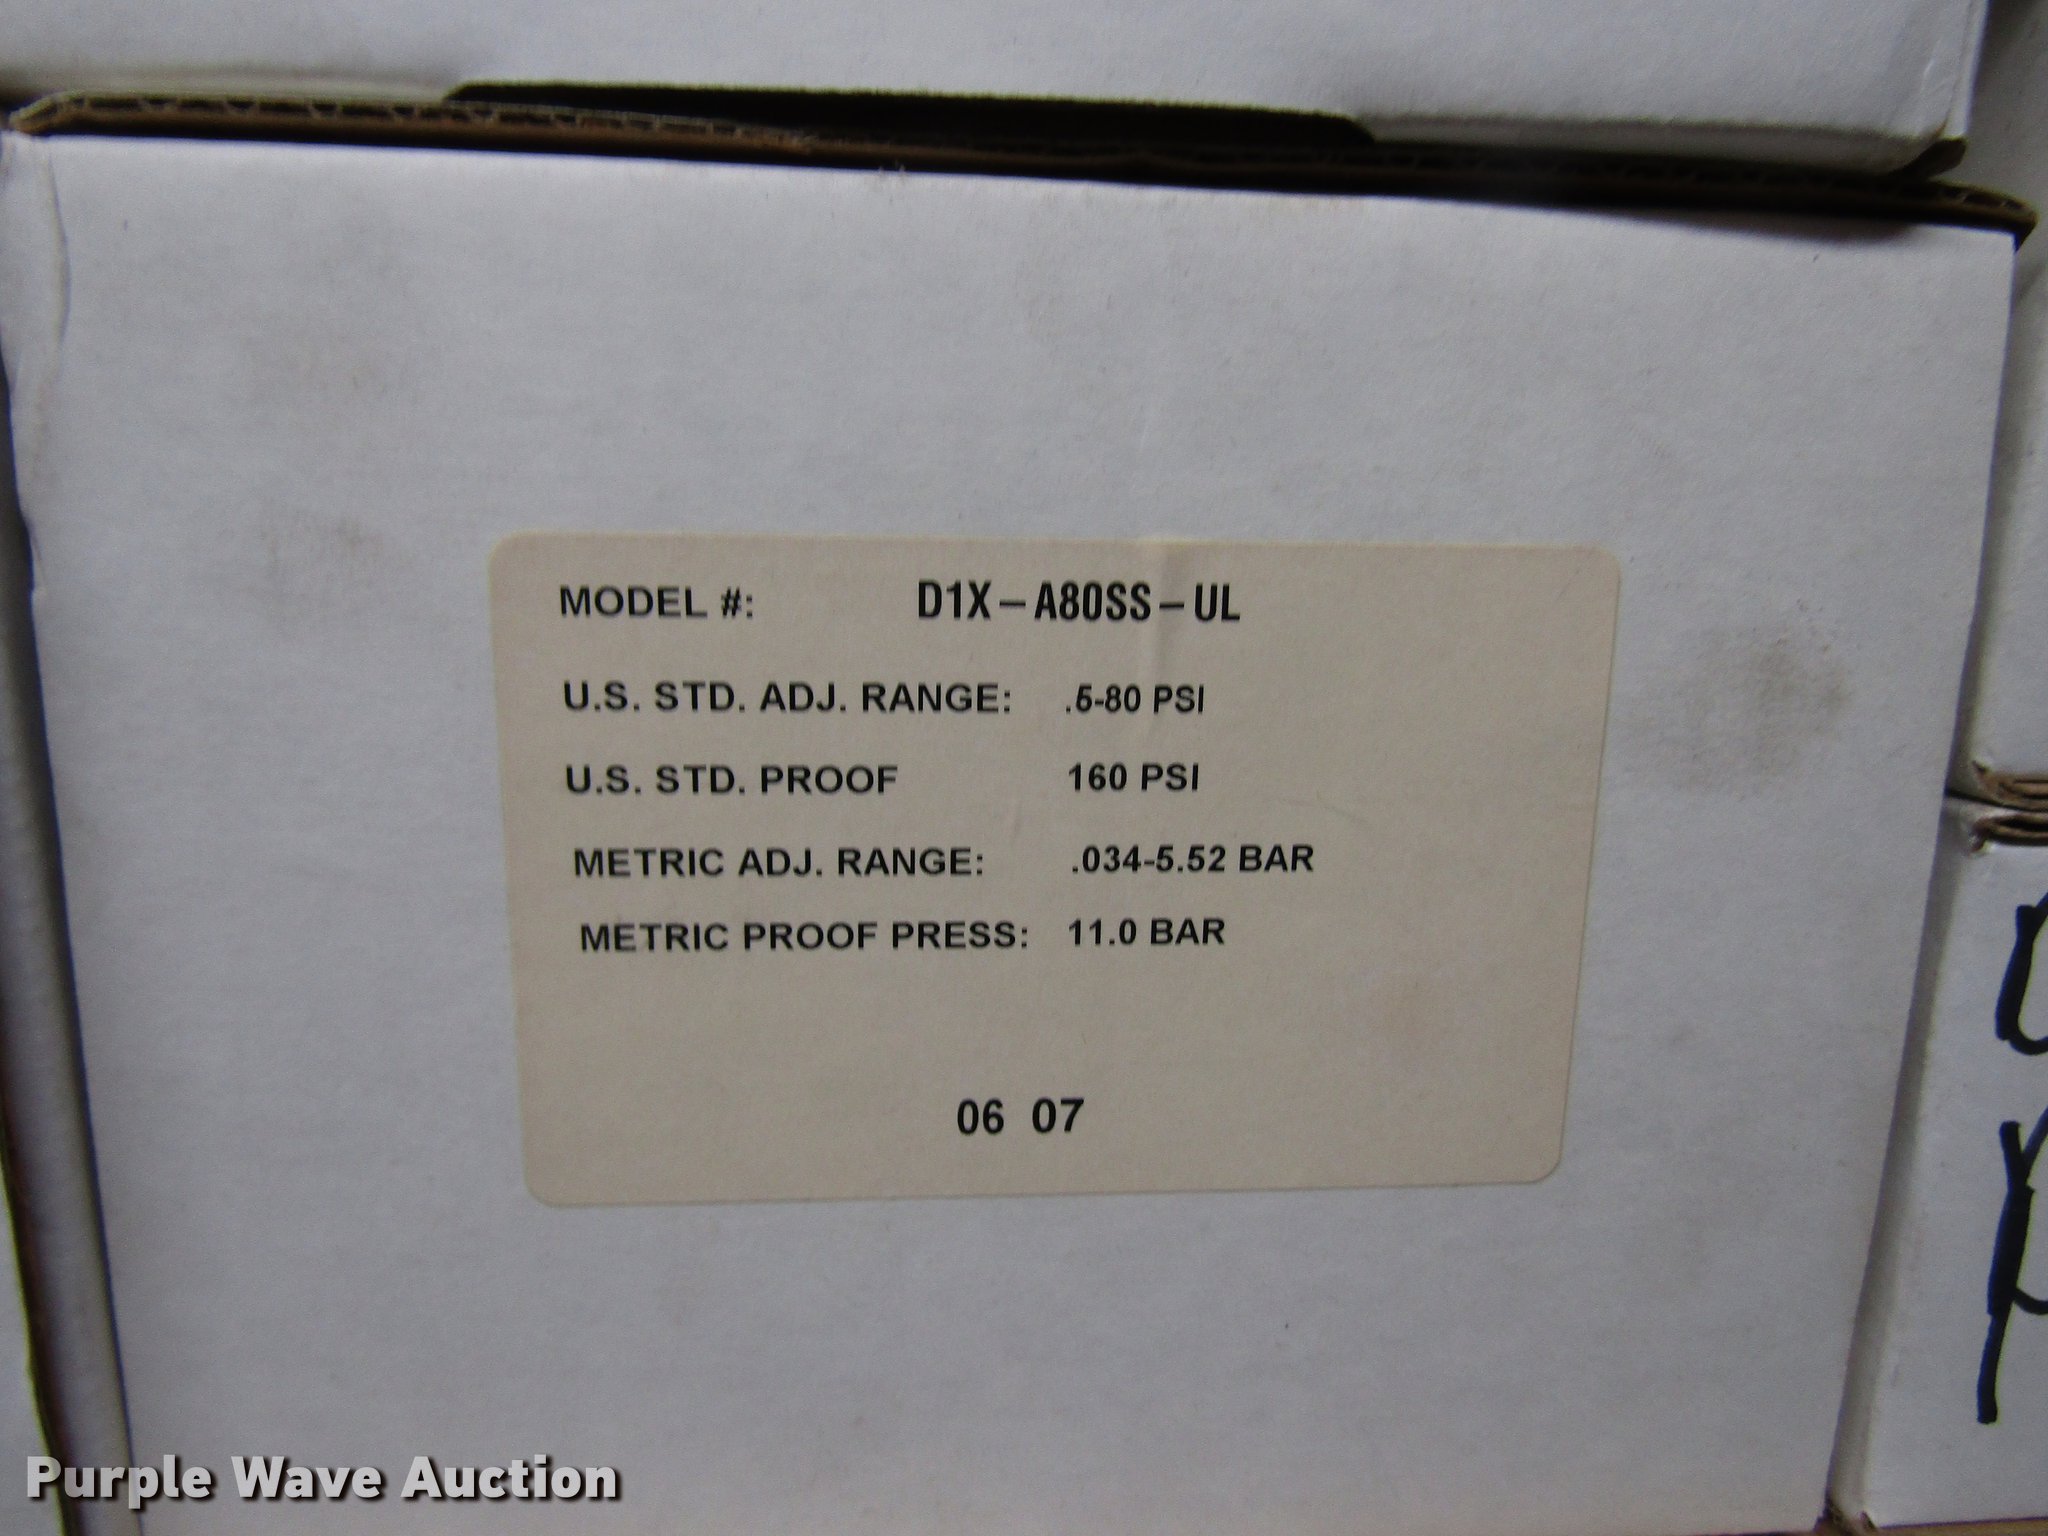 MODEL #: D1X-A80SS-UL
U.S. STD. ADJ. RANGE: .5-80 PSI
U.S. STD. PROOF 160 PSI
METRIC ADJ. RANGE: .034-5.52 BAR
METRIC PROOF PRESS: 11.0 BAR
06 07
Purple Wave Auction